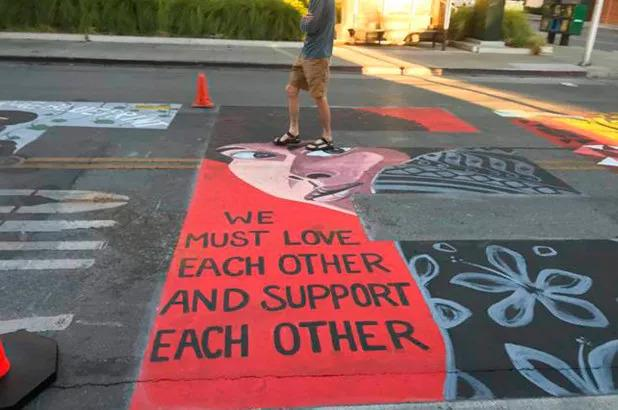 WE
MUST LOVE
EACH OTHER
AND SUPPORT
EACH OTHER